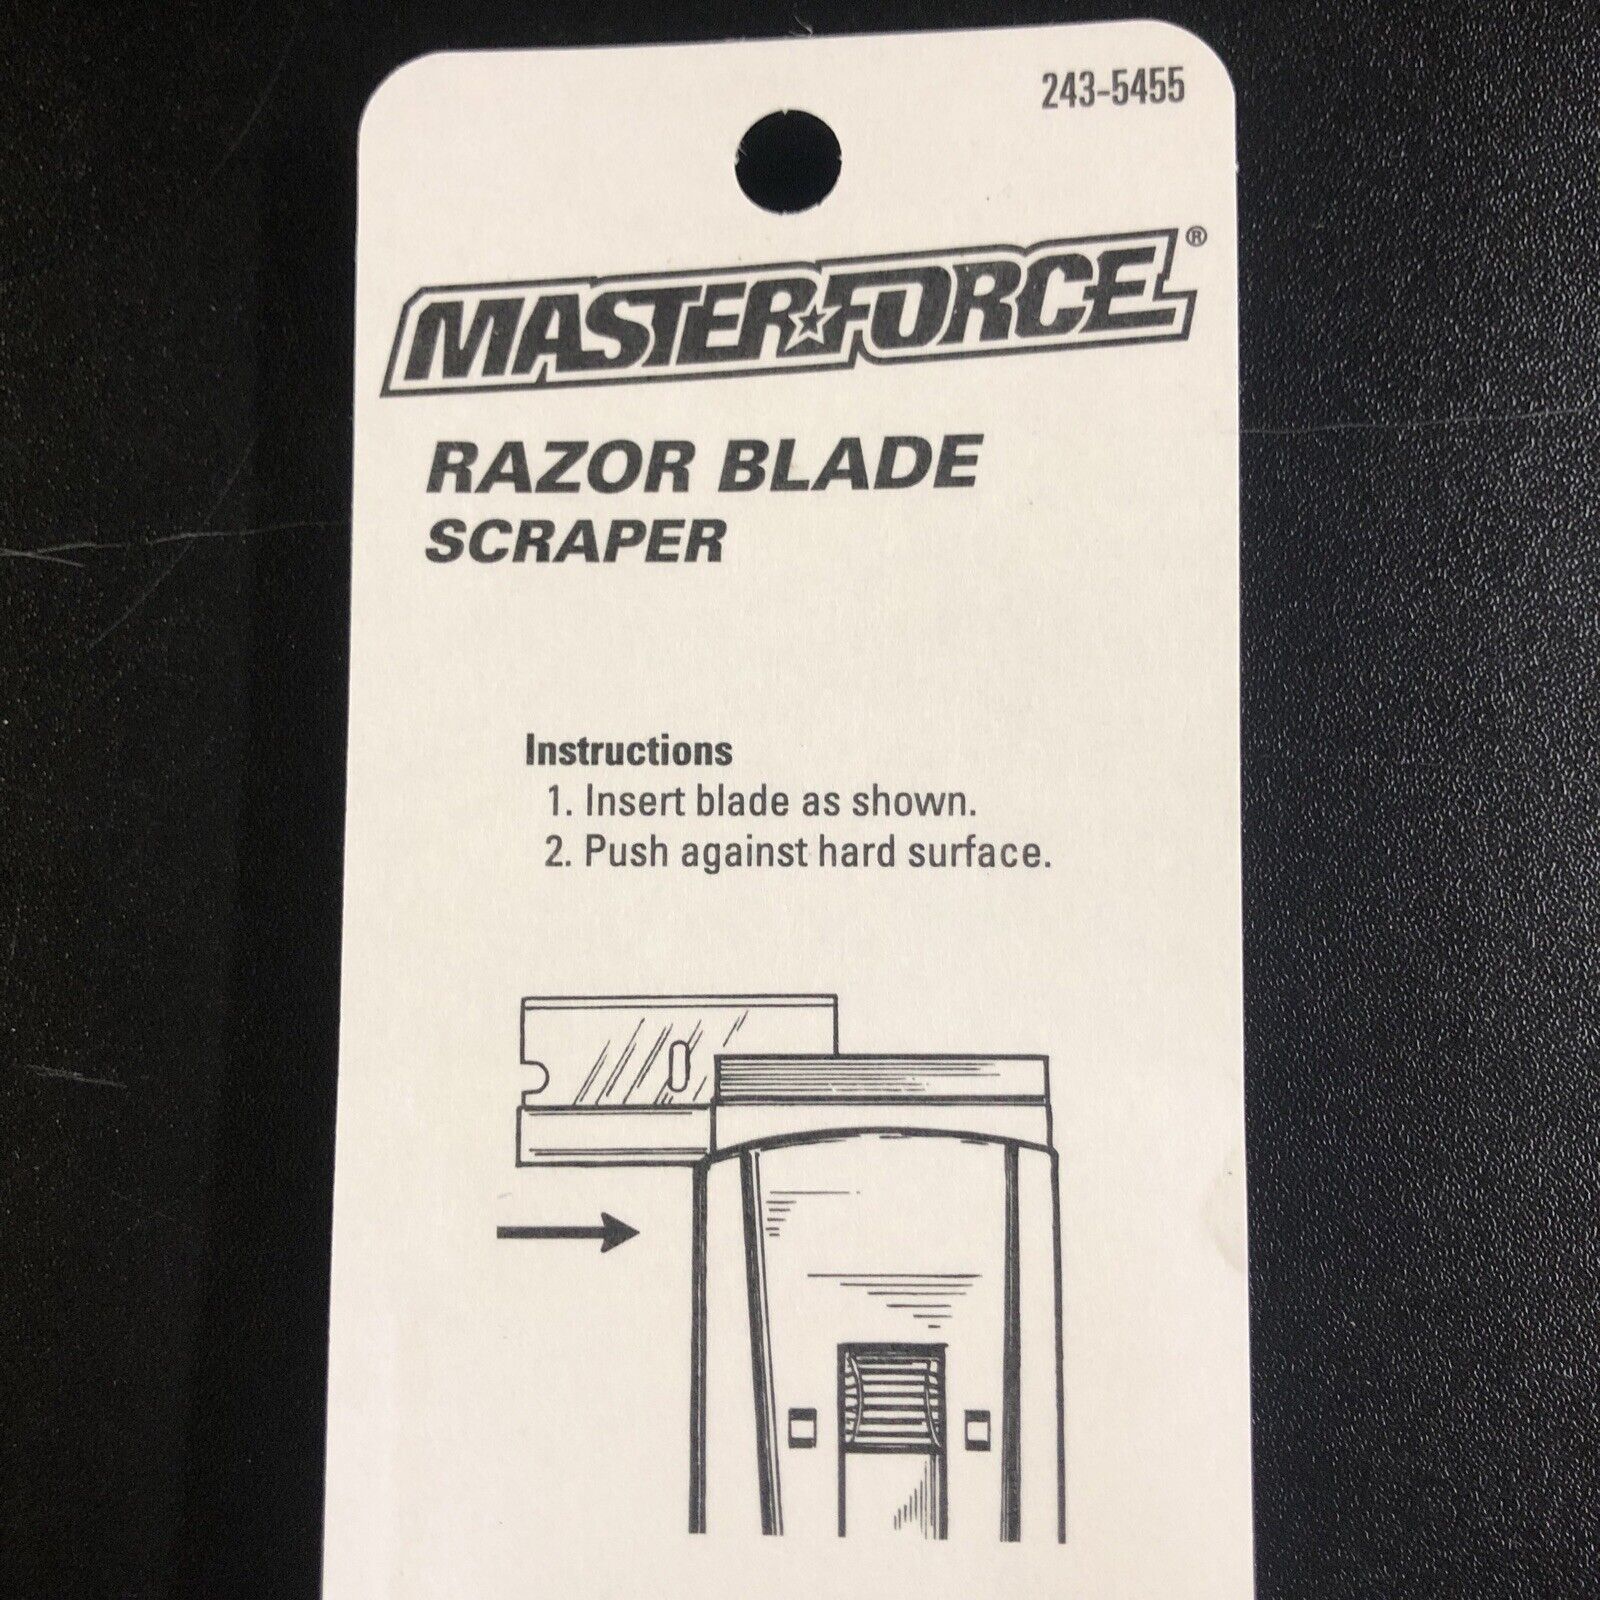 243-5455
MASTERFORCE®
RAZOR BLADE
SCRAPER
Instructions
1. Insert blade as shown.
2. Push against hard surface.